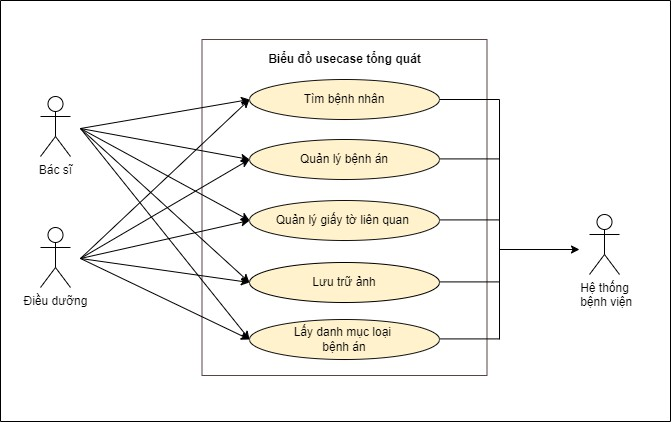 Biểu đồ usecase tổng quát
Tìm bệnh nhân
Quản lý bệnh án
Quản lý giấy tờ liên quan
Lưu trữ ảnh
Lấy danh mục loại
bệnh án
Bác sĩ
Điều dưỡng
Hệ thống
bệnh viện